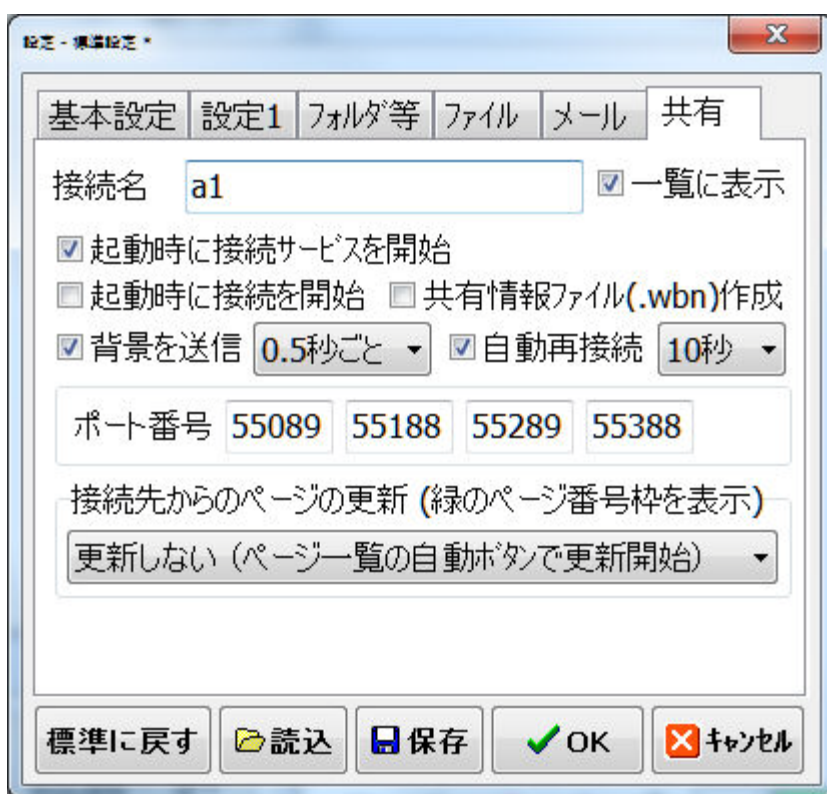 設定 - 標準設定 *
基本設定 設定1 フォルダ等 ファイル メール 共有
接続名 a1 一覧に表示
起動時に接続サービスを開始
起動時に接続を開始 共有情報ファイル(.wbn)作成
背景を送信 0.5秒ごと 自動再接続 10秒
ポート番号 55089 55188 55289 55388
接続先からのページの更新 (緑のページ番号枠を表示)
更新しない (ページ一覧の自動ボタンで更新開始)
標準に戻す 読込 保存 OK キャンセル